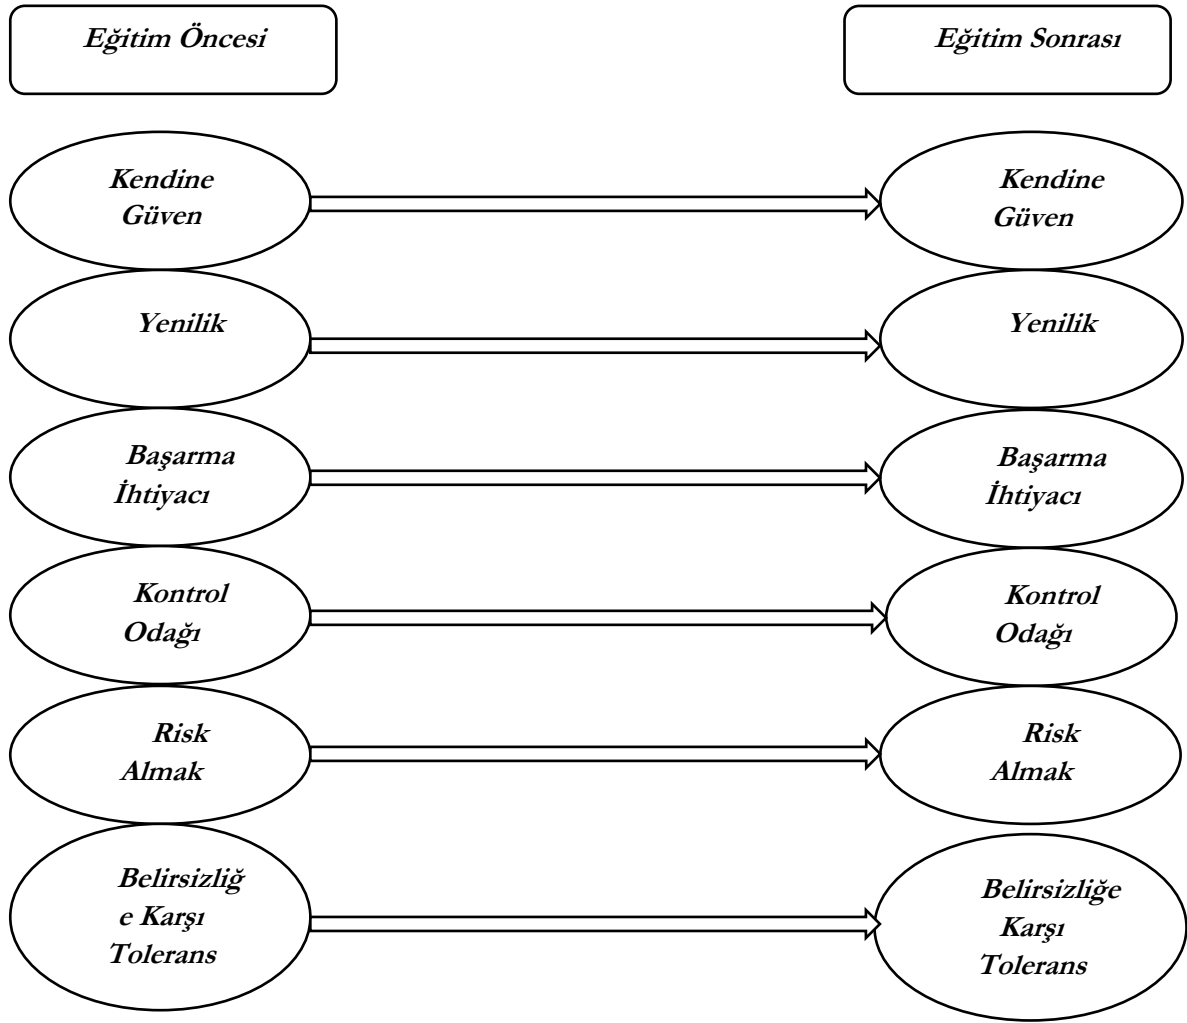 Eğitim Öncesi
Eğitim Sonrası
Kendine
Güven
Kendine
Güven
Yenilik
Yenilik
Başarma
İhtiyacı
Başarma
İhtiyacı
Kontrol
Odağı
Kontrol
Odağı
Risk
Almak
Risk
Almak
Belirsizliğ
e Karşı
Tolerans
Belirsizliğe
Karşı
Tolerans